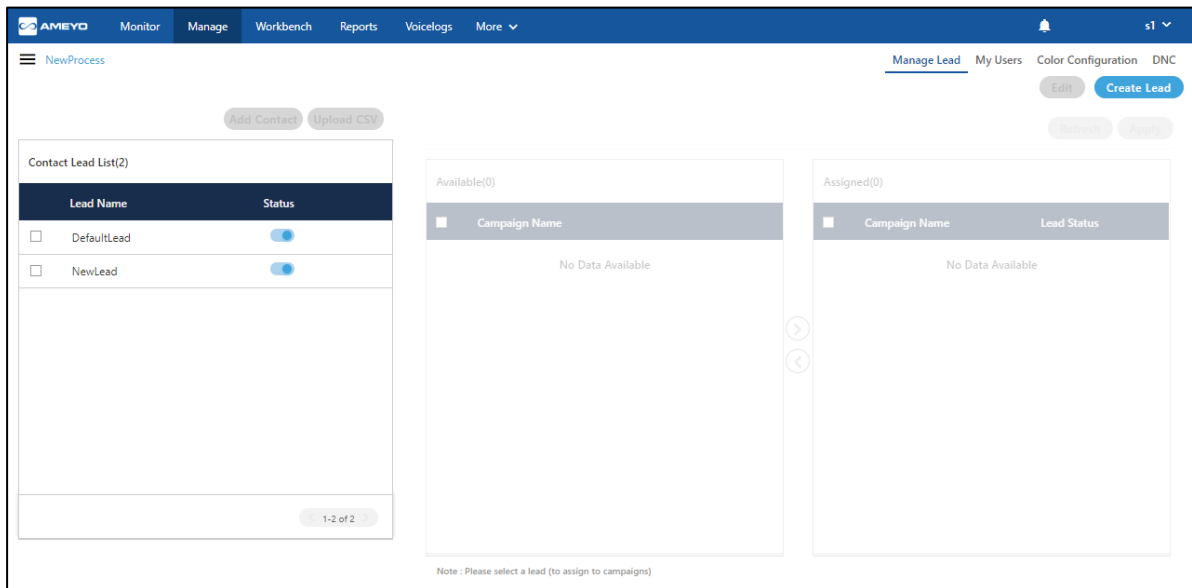 AMEYO Monitor Manage Workbench Reports Voicelogs More s1
NewProcess Manage Lead My Users Color Configuration DNC
Edit Create Lead
Add Contact Upload CSV Refresh Apply
Contact Lead List(2)
Available(0) Assigned(0)
Lead Name Status
Campaign Name Campaign Name Lead Status
DefaultLead
No Data Available No Data Available
NewLead
1-2 of 2
Note : Please select a lead (to assign to campaigns)